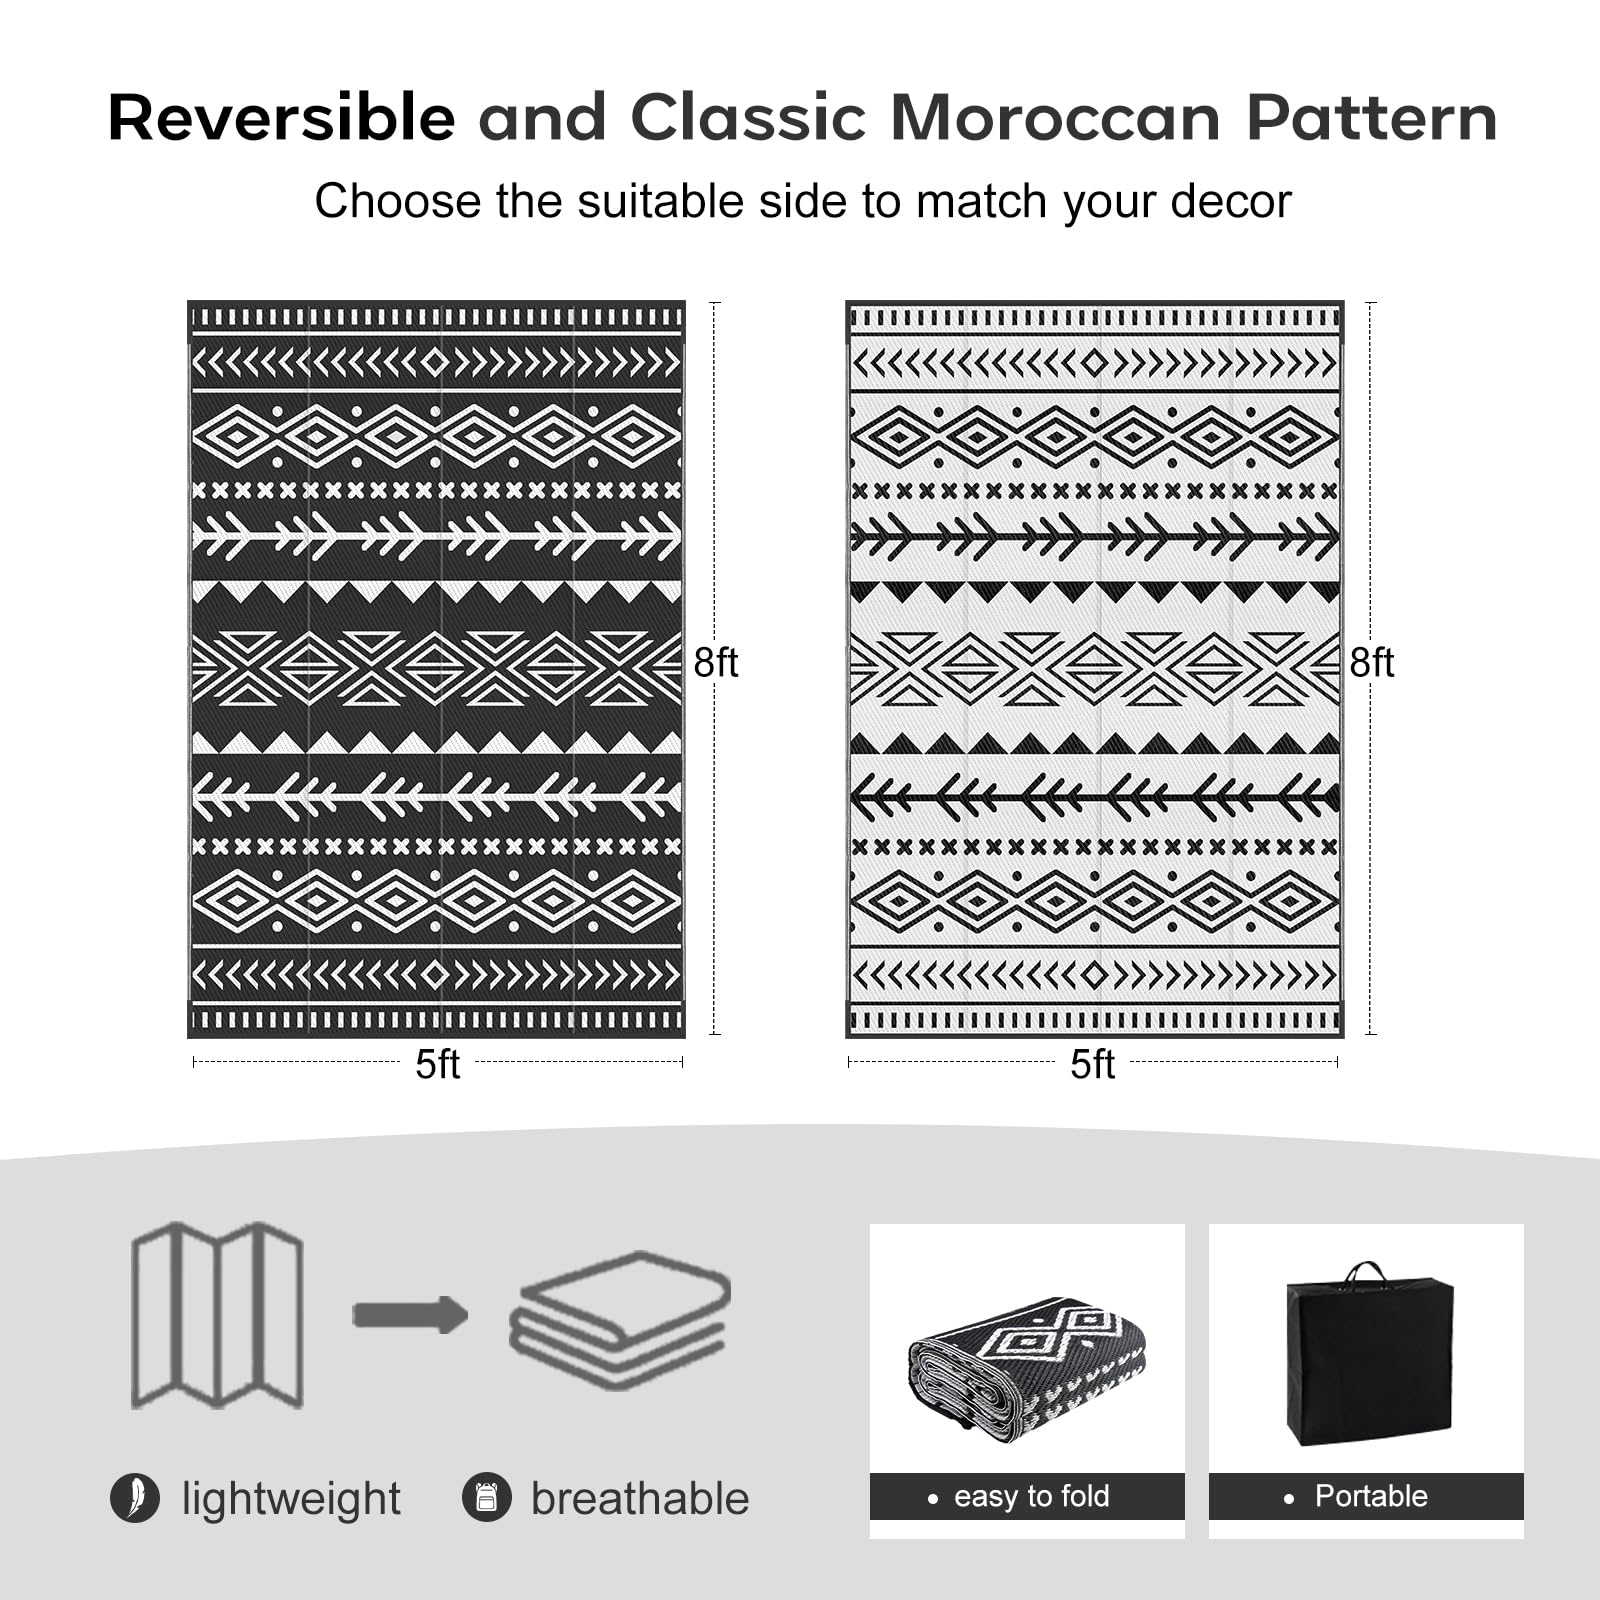 Reversible and Classic Moroccan Pattern
Choose the suitable side to match your decor
8ft
8ft
5ft
5ft
lightweight
breathable
• easy to fold
• Portable